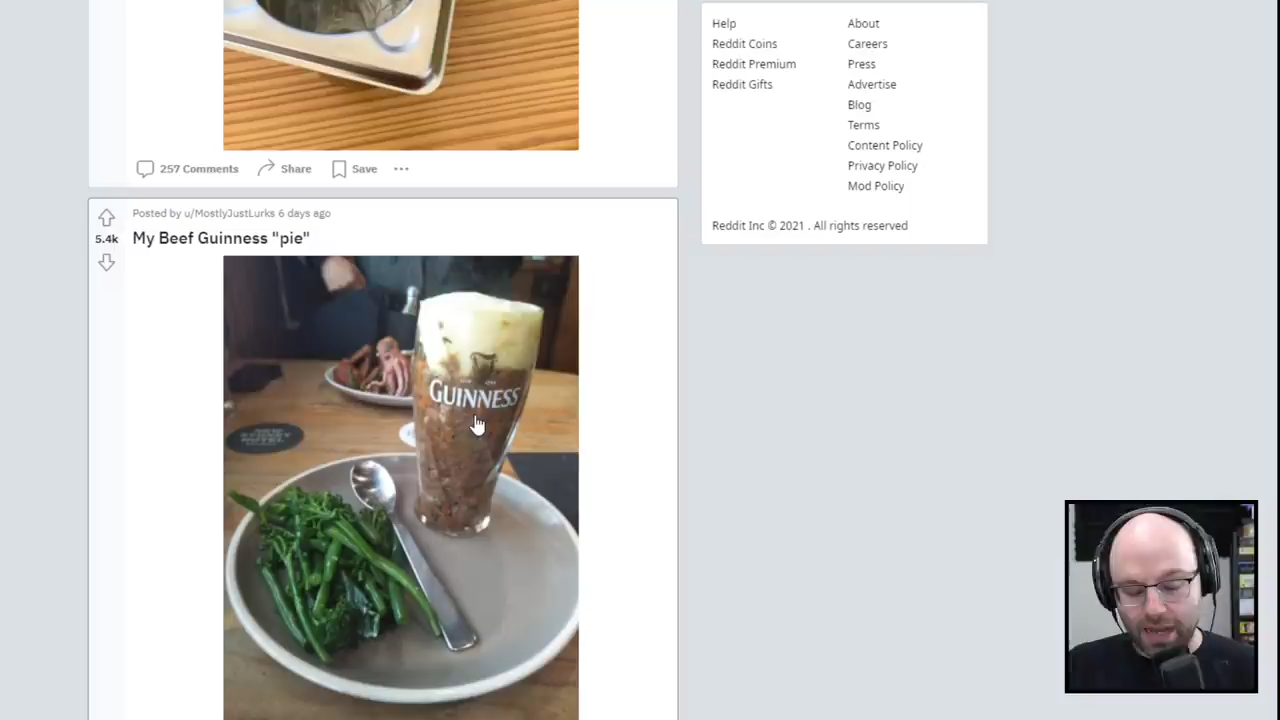 Help
About
Reddit Coins
Careers
Reddit Premium
Press
Reddit Gifts
Advertise
Blog
Terms
Content Policy
Privacy Policy
Mod Policy
Reddit Inc © 2021 . All rights reserved
257 Comments
Share
Save
Posted by u/MostlyJustLurks 6 days ago
5.4k
My Beef Guinness "pie"
GUINNESS